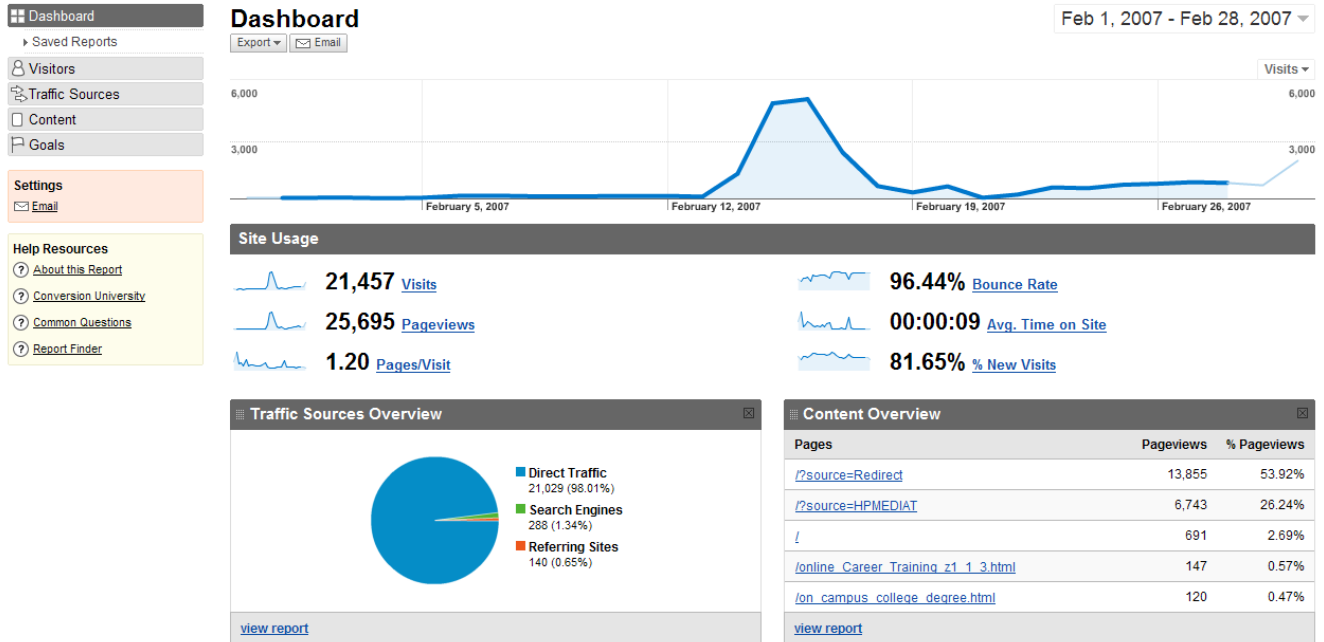 Dashboard
Saved Reports
Visitors
Traffic Sources
Content
Goals
Settings
Email
Help Resources
? About this Report
? Conversion University
? Common Questions
? Report Finder
Dashboard
Feb 1, 2007 - Feb 28, 2007
Export Email
Visits
6,000 6,000
3,000 3,000
February 5, 2007 February 12, 2007 February 19, 2007 February 26, 2007
Site Usage
21,457 Visits
25,695 Pageviews
1.20 Pages/Visit
96.44% Bounce Rate
00:00:09 Avg. Time on Site
81.65% % New Visits
Traffic Sources Overview
Direct Traffic
21,029 (98.01%)
Search Engines
288 (1.34%)
Referring Sites
140 (0.65%)
view report
Content Overview
Pages Pageviews % Pageviews
/?source=Redirect 13,855 53.92%
/?source=HPMEDIAT 6,743 26.24%
/ 691 2.69%
/online_Career_Training_z1_1_3.html 147 0.57%
/on_campus_college_degree.html 120 0.47%
view report